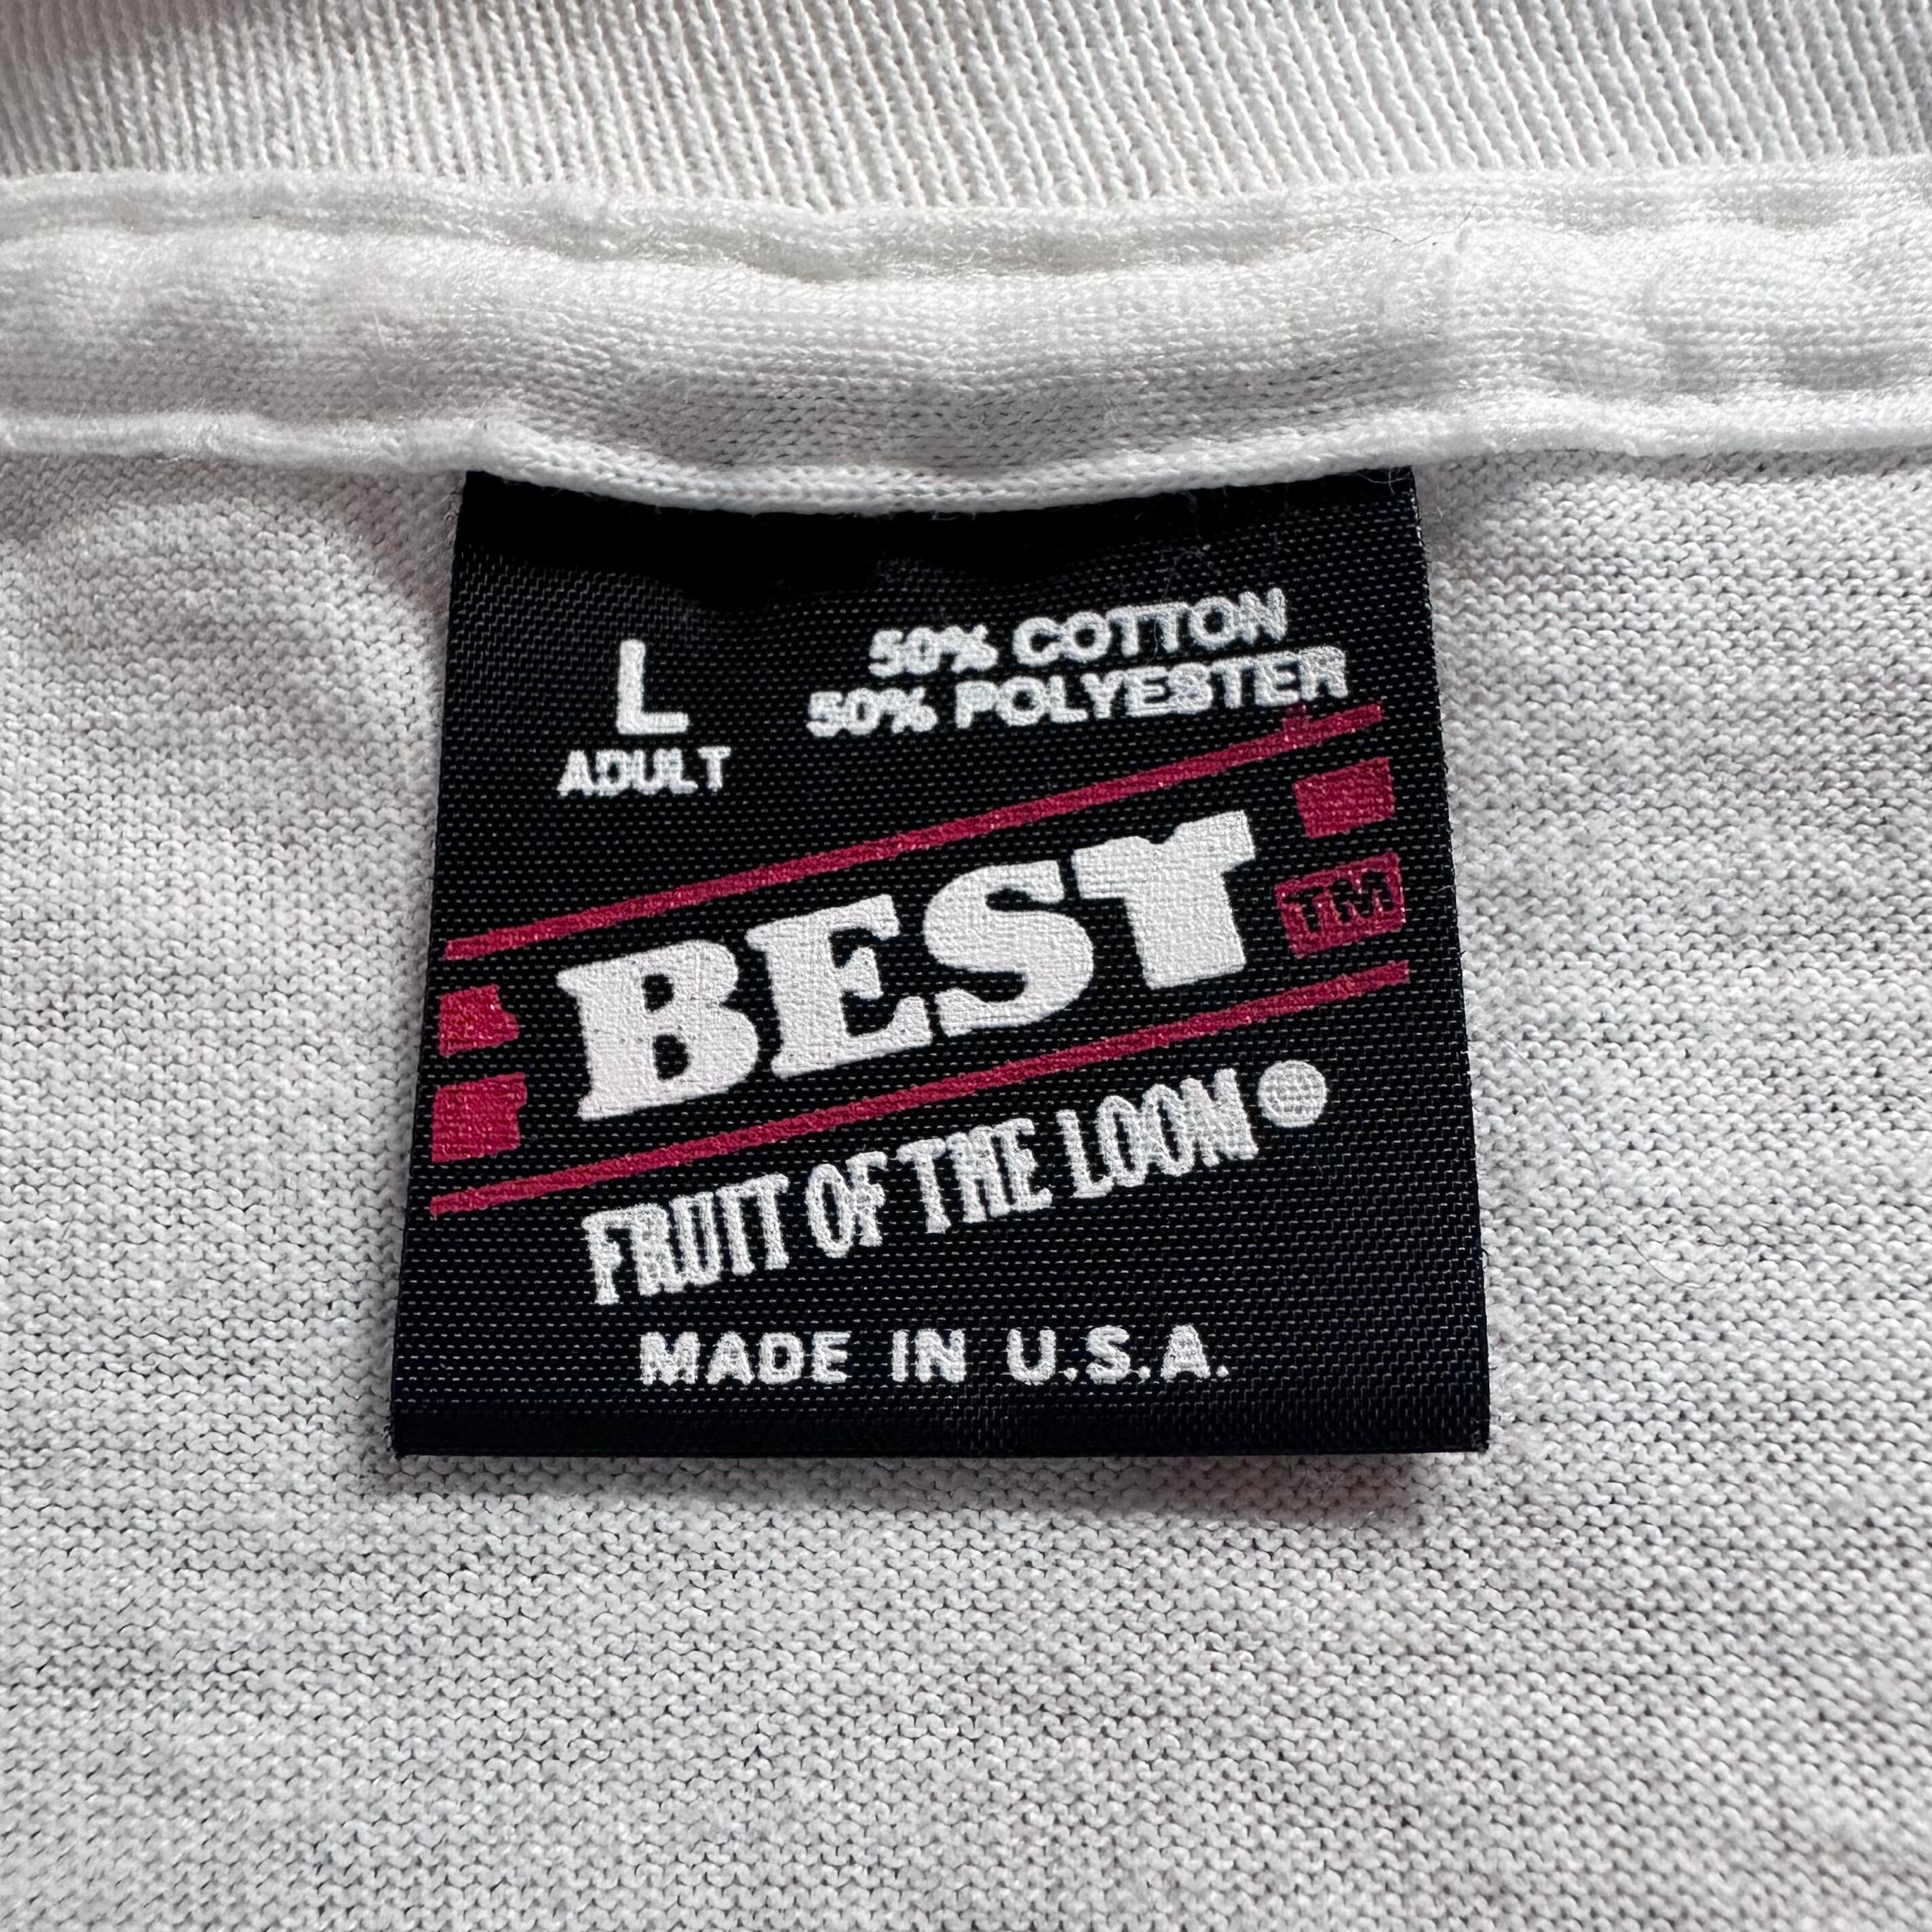 L
ADULT
50% COTTON
50% POLYESTER
BEST
TM
FRUIT OF THE LOOM
MADE IN U.S.A.